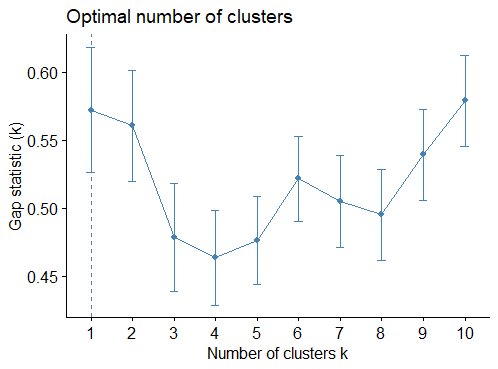 Optimal number of clusters
Gap statistic (k)
0.60
0.55
0.50
0.45
1 2 3 4 5 6 7 8 9 10
Number of clusters k